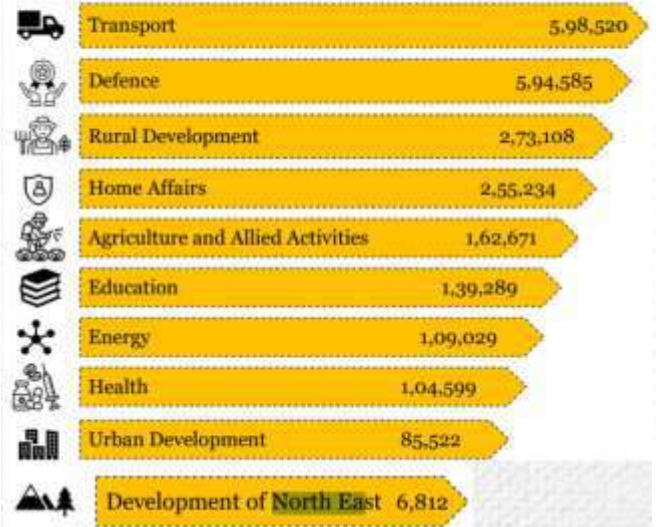 Transport 5,98,520
Defence 5,94,585
Rural Development 2,73,108
Home Affairs 2,55,234
Agriculture and Allied Activities 1,62,671
Education 1,39,289
Energy 1,09,029
Health 1,04,599
Urban Development 85,522
Development of North East 6,812